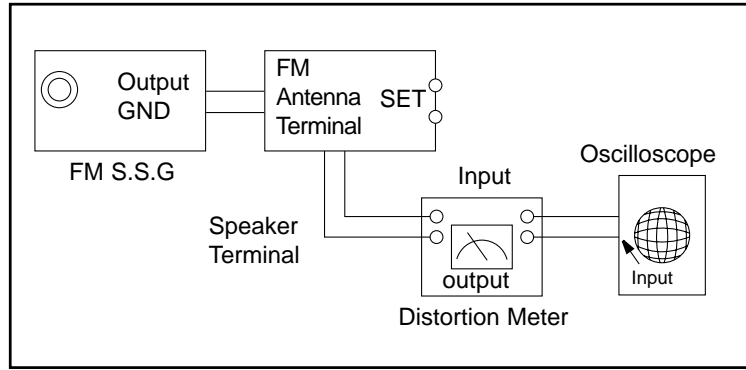 Output
GND
FM S.S.G
FM
Antenna
Terminal
SET
Speaker
Terminal
Input
output
Distortion Meter
Oscilloscope
Input